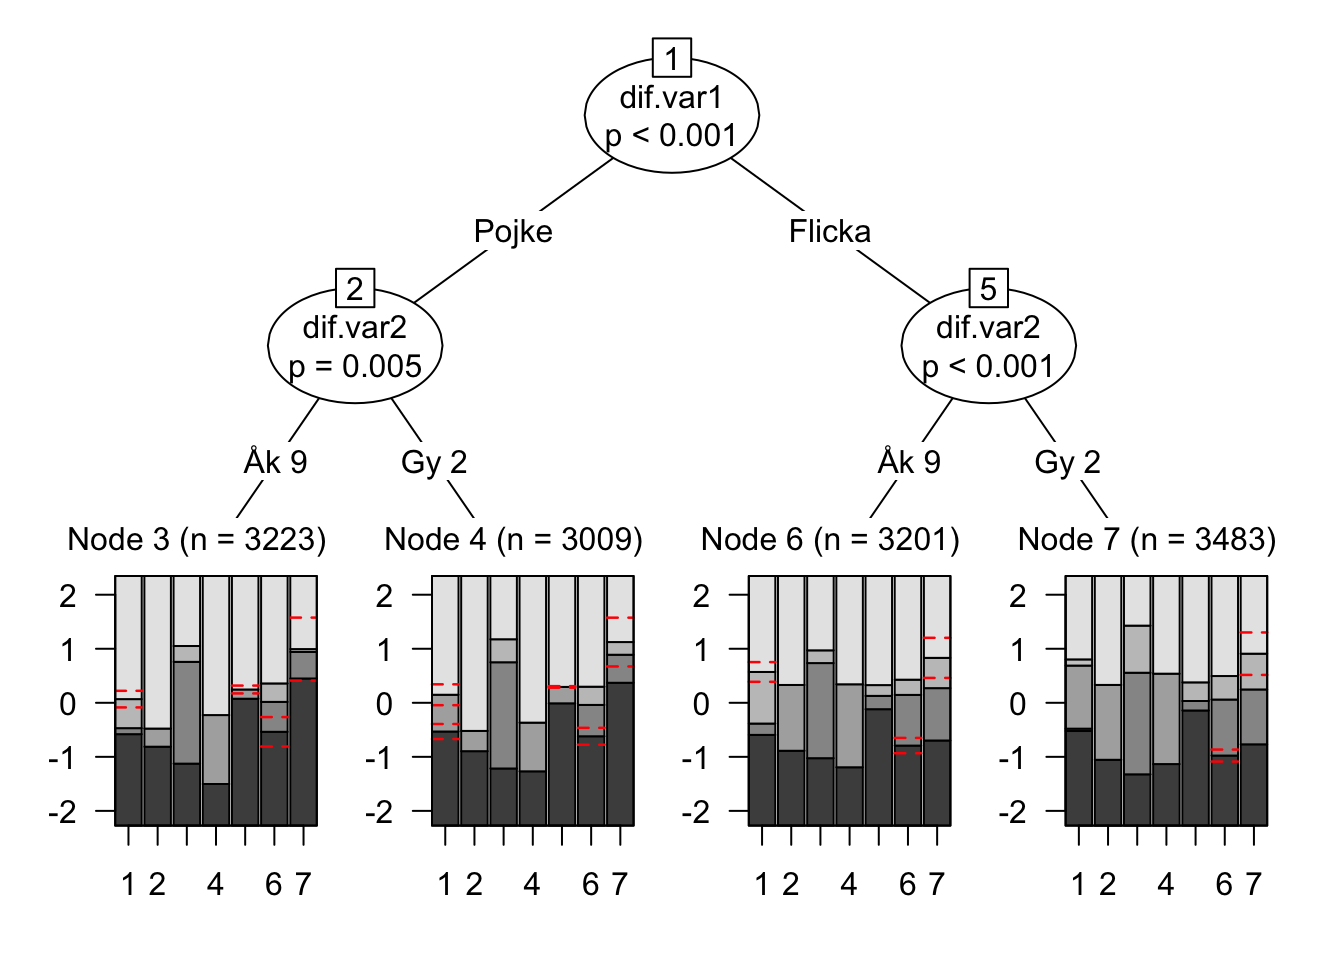 1
dif.var1
p < 0.001
Pojke
Flicka
2
dif.var2
p = 0.005
5
dif.var2
p < 0.001
Åk 9
Gy 2
Åk 9
Gy 2
Node 3 (n = 3223)
Node 4 (n = 3009)
Node 6 (n = 3201)
Node 7 (n = 3483)
2
1
0
-1
-2
1 2 4 6 7
2
1
0
-1
-2
1 2 4 6 7
2
1
0
-1
-2
1 2 4 6 7
2
1
0
-1
-2
1 2 4 6 7